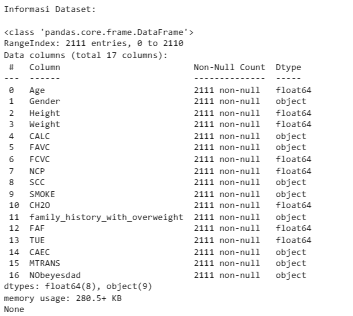 Informasi Dataset:
<class 'pandas.core.frame.DataFrame'>
RangeIndex: 2111 entries, 0 to 2110
Data columns (total 17 columns):
 #   Column                          Non-Null Count  Dtype
---  ------                          --------------  -----
 0   Age                             2111 non-null   float64
 1   Gender                          2111 non-null   object
 2   Height                          2111 non-null   float64
 3   Weight                          2111 non-null   float64
 4   CALC                            2111 non-null   object
 5   FAVC                            2111 non-null   object
 6   FCVC                            2111 non-null   float64
 7   NCP                             2111 non-null   float64
 8   SCC                             2111 non-null   object
 9   SMOKE                           2111 non-null   object
 10  CH2O                            2111 non-null   float64
 11  family_history_with_overweight  2111 non-null   object
 12  FAF                             2111 non-null   float64
 13  TUE                             2111 non-null   float64
 14  CAEC                            2111 non-null   object
 15  MTRANS                          2111 non-null   object
 16  NObeyesdad                      2111 non-null   object
dtypes: float64(8), object(9)
memory usage: 280.5+ KB
None